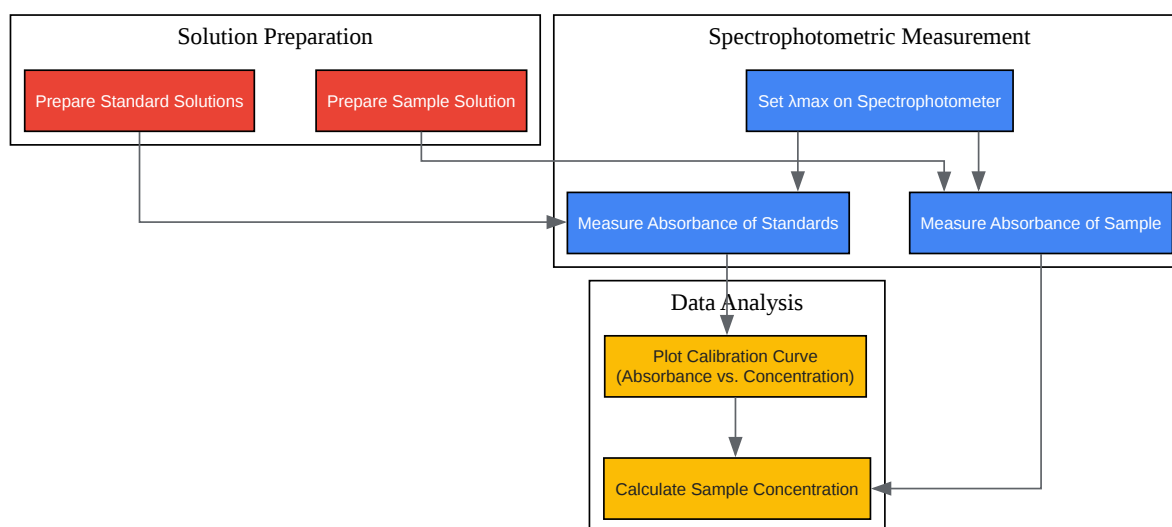 Solution Preparation
Prepare Standard Solutions
Prepare Sample Solution
Spectrophotometric Measurement
Set λmax on Spectrophotometer
Measure Absorbance of Standards
Measure Absorbance of Sample
Data Analysis
Plot Calibration Curve
(Absorbance vs. Concentration)
Calculate Sample Concentration